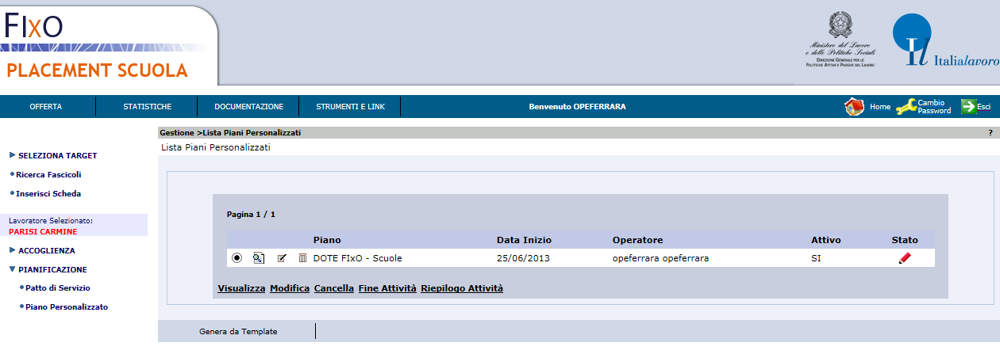 FIxO
PLACEMENT SCUOLA
Ministero del Lavoro
e delle Politiche Sociali
Direzione Generale per le
Politiche Attive e Passive del Lavoro
Il Italialavoro
OFFERTA STATISTICHE DOCUMENTAZIONE STRUMENTI E LINK Benvenuto OPEFERRARA Home Cambio Password Esci
Gestione >Lista Piani Personalizzati ?
Lista Piani Personalizzati
SELEZIONA TARGET
Ricerca Fascicoli
Inserisci Scheda
Lavoratore Selezionato:
PARISI CARMINE
ACCOGLIENZA
PIANIFICAZIONE
Patto di Servizio
Piano Personalizzato
Pagina 1 / 1
Piano Data Inizio Operatore Attivo Stato
DOTE FIxO - Scuole 25/06/2013 opeferrara opeferrara SI
Visualizza Modifica Cancella Fine Attività Riepilogo Attività
Genera da Template